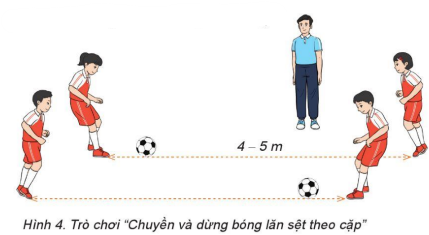 4 – 5 m
Hình 4. Trò chơi “Chuyền và dừng bóng lăn sệt theo cặp”